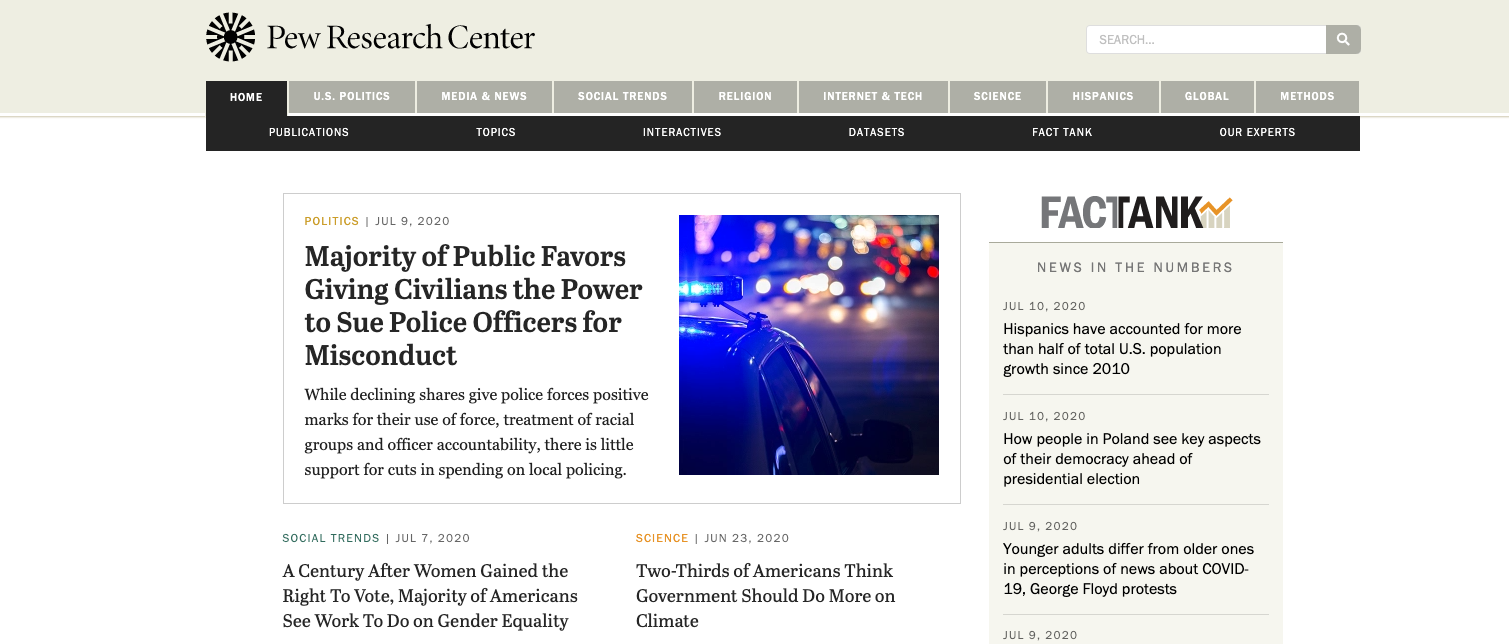 Pew Research Center
SEARCH...
HOME
U.S. POLITICS
MEDIA & NEWS
SOCIAL TRENDS
RELIGION
INTERNET & TECH
SCIENCE
HISPANICS
GLOBAL
METHODS
PUBLICATIONS
TOPICS
INTERACTIVES
DATASETS
FACT TANK
OUR EXPERTS
POLITICS | JUL 9, 2020
Majority of Public Favors
Giving Civilians the Power
to Sue Police Officers for
Misconduct
While declining shares give police forces positive
marks for their use of force, treatment of racial
groups and officer accountability, there is little
support for cuts in spending on local policing.
SOCIAL TRENDS | JUL 7, 2020
A Century After Women Gained the
Right To Vote, Majority of Americans
See Work To Do on Gender Equality
SCIENCE | JUN 23, 2020
Two-Thirds of Americans Think
Government Should Do More on
Climate
FACTTANK
NEWS IN THE NUMBERS
JUL 10, 2020
Hispanics have accounted for more
than half of total U.S. population
growth since 2010
JUL 10, 2020
How people in Poland see key aspects
of their democracy ahead of
presidential election
JUL 9, 2020
Younger adults differ from older ones
in perceptions of news about COVID-
19, George Floyd protests
JUL 9, 2020